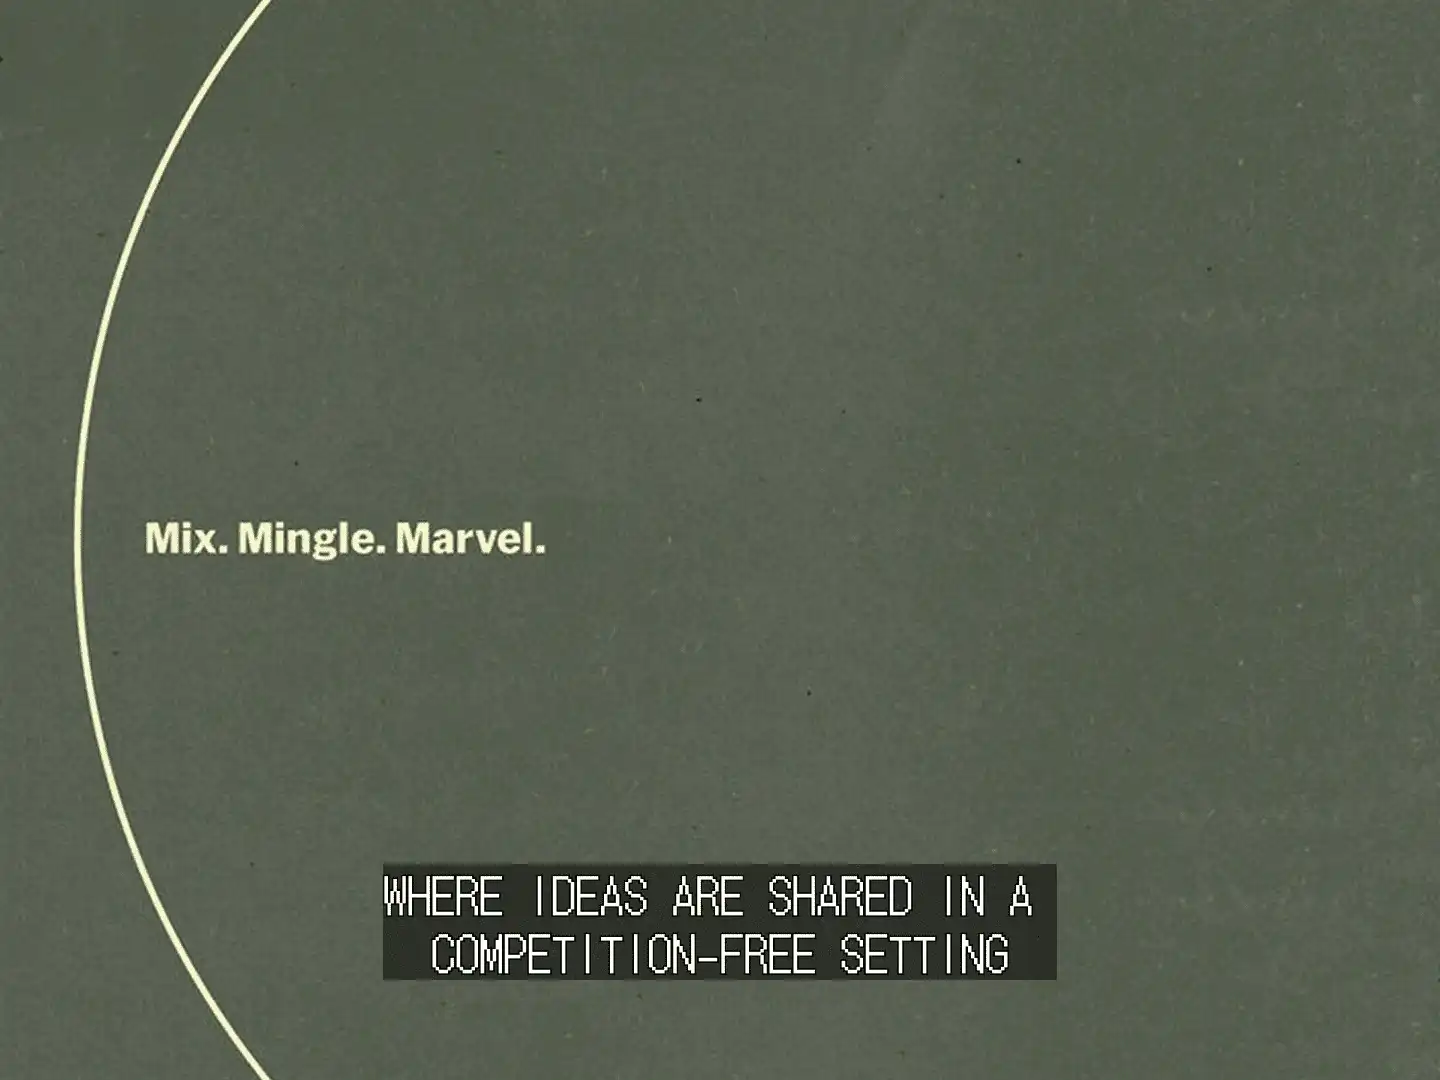 Mix. Mingle. Marvel.
WHERE IDEAS ARE SHARED IN A
COMPETITION-FREE SETTING